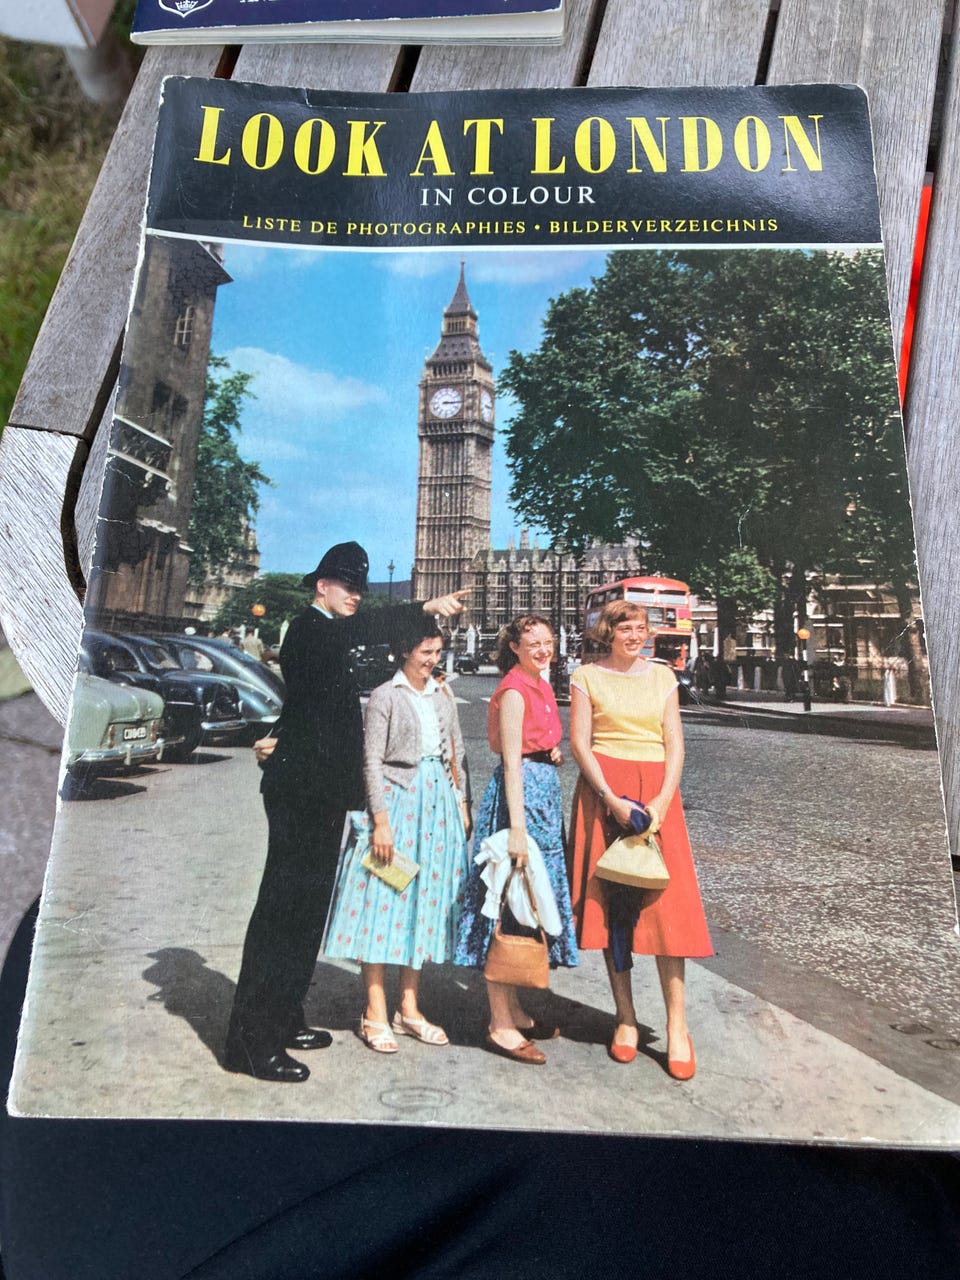 LOOK AT LONDON
IN COLOUR
LISTE DE PHOTOGRAPHIES • BILDERVERZEICHNIS